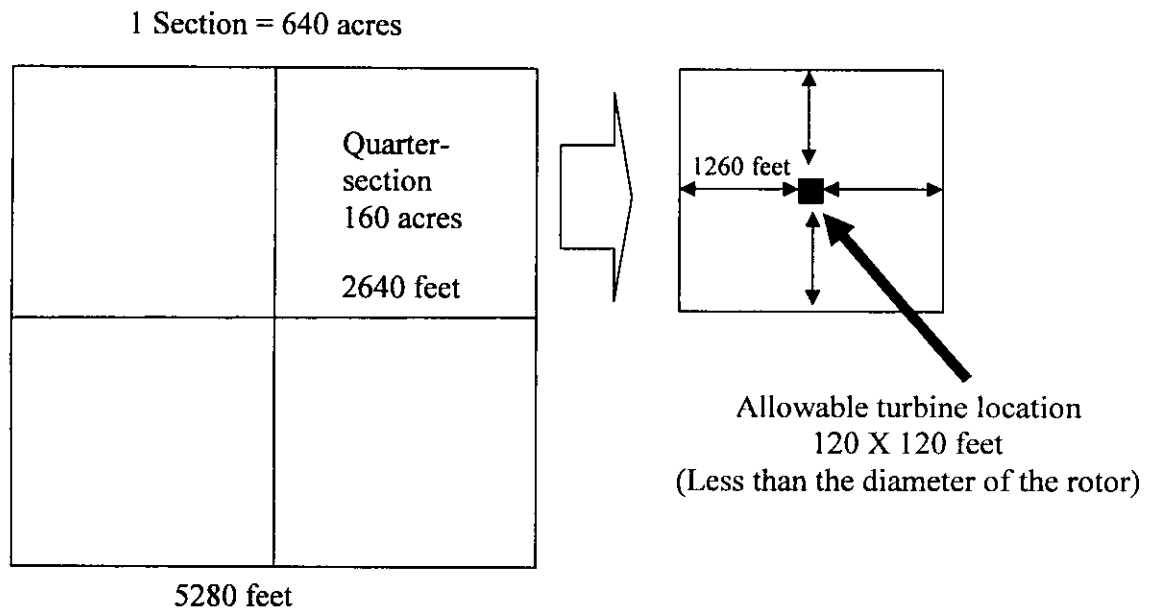 1 Section = 640 acres
Quarter-
section
160 acres
2640 feet
5280 feet
1260 feet
Allowable turbine location
120 X 120 feet
(Less than the diameter of the rotor)